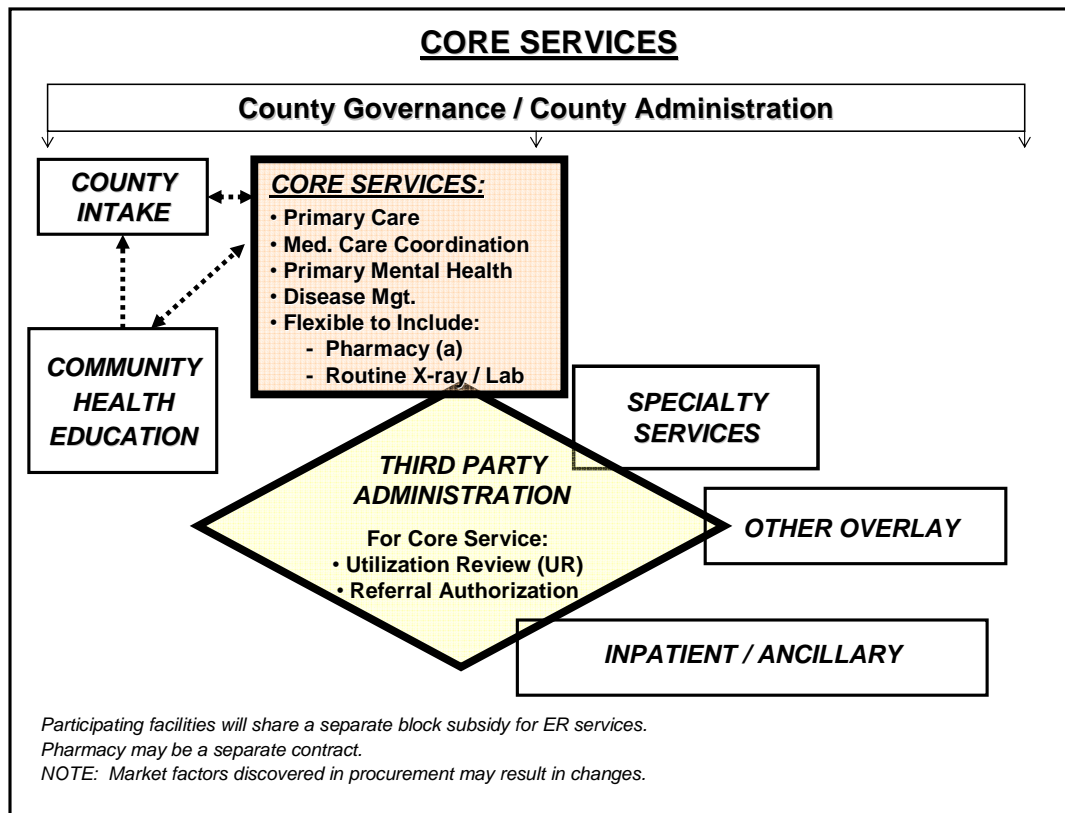 CORE SERVICES
County Governance / County Administration
COUNTY
INTAKE
CORE SERVICES:
• Primary Care
• Med. Care Coordination
• Primary Mental Health
• Disease Mgt.
• Flexible to Include:
- Pharmacy (a)
- Routine X-ray / Lab
COMMUNITY
HEALTH
EDUCATION
SPECIALTY
SERVICES
THIRD PARTY
ADMINISTRATION
For Core Service:
• Utilization Review (UR)
• Referral Authorization
OTHER OVERLAY
INPATIENT / ANCILLARY
Participating facilities will share a separate block subsidy for ER services.
Pharmacy may be a separate contract.
NOTE: Market factors discovered in procurement may result in changes.